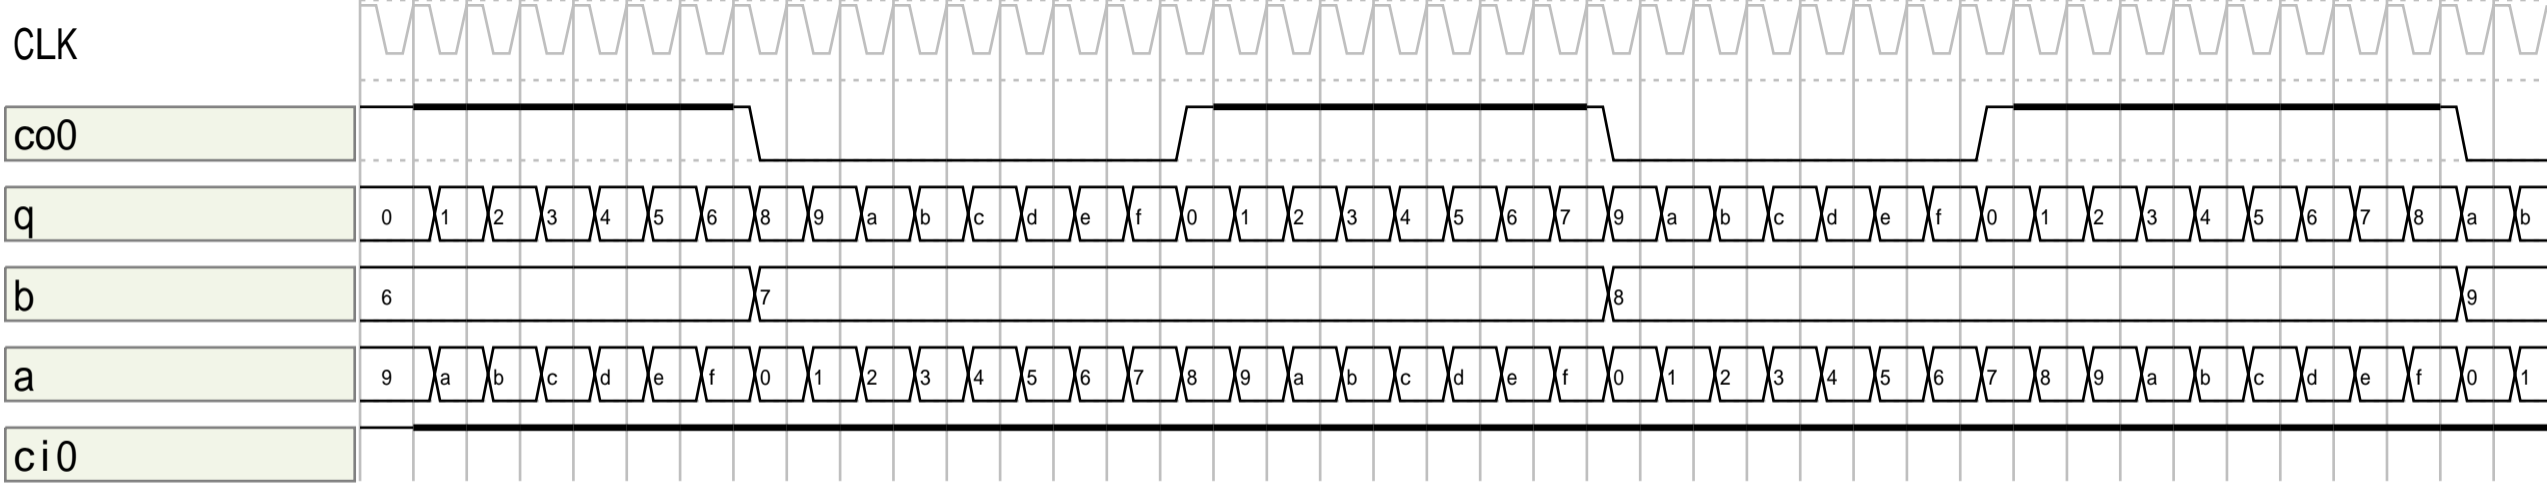 CLK
co0
q 0 1 2 3 4 5 6 8 9 a b c d e f 0 1 2 3 4 5 6 7 9 a b c d e f 0 1 2 3 4 5 6 7 8 a b
b 6 7 8 9
a 9 a b c d e f 0 1 2 3 4 5 6 7 8 9 a b c d e f 0 1 2 3 4 5 6 7 8 9 a b c d e f 0 1
ci0